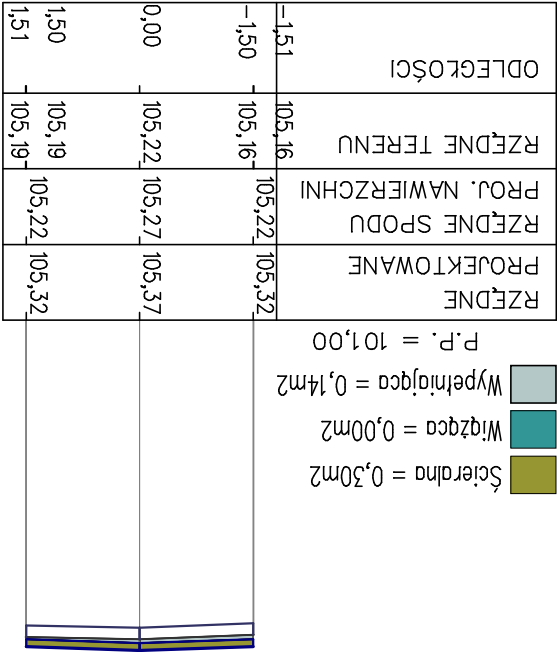 Ścieralna = 0,30m2
Wiążąca = 0,00m2
Wypełniająca = 0,14m2
P.P. = 101,00
RZĘDNE
PROJEKTOWANE
105,32
105,37
105,32
RZĘDNE SPODU
PROJ. NAWIERZCHNI
105,22
105,27
105,22
RZĘDNE TERENU
105,16
105,16
105,22
105,19
105,19
ODLEGŁOŚCI
-1,51
-1,50
0,00
1,50
1,51